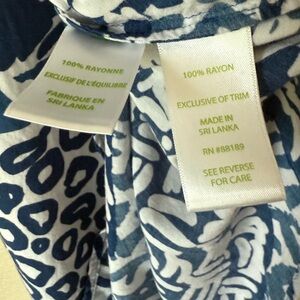 100% RAYONNE
EXCLUSIF DE L'ÉQUILIBRE
FABRIQUE EN
SRI LANKA
100% RAYON
EXCLUSIVE OF TRIM
MADE IN
SRI LANKA
RN #88189
SEE REVERSE
FOR CARE